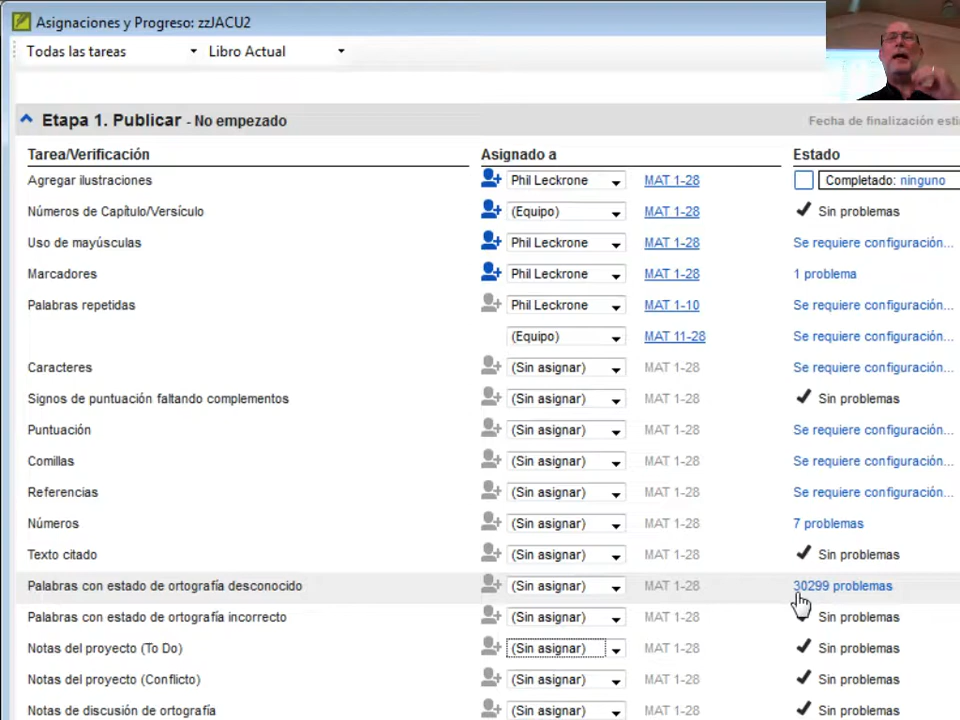 Asignaciones y Progreso: zzJACU2
Todas las tareas Libro Actual
Etapa 1. Publicar - No empezado Fecha de finalización esti
Tarea/Verificación Asignado a Estado
Agregar ilustraciones Phil Leckrone MAT 1-28 Completado: ninguno
Números de Capítulo/Versículo (Equipo) MAT 1-28 Sin problemas
Uso de mayúsculas Phil Leckrone MAT 1-28 Se requiere configuración...
Marcadores Phil Leckrone MAT 1-28 1 problema
Palabras repetidas Phil Leckrone MAT 1-10 Se requiere configuración...
(Equipo) MAT 11-28 Se requiere configuración...
Caracteres (Sin asignar) MAT 1-28 Se requiere configuración...
Signos de puntuación faltando complementos (Sin asignar) MAT 1-28 Sin problemas
Puntuación (Sin asignar) MAT 1-28 Se requiere configuración...
Comillas (Sin asignar) MAT 1-28 Se requiere configuración...
Referencias (Sin asignar) MAT 1-28 Se requiere configuración...
Números (Sin asignar) MAT 1-28 7 problemas
Texto citado (Sin asignar) MAT 1-28 Sin problemas
Palabras con estado de ortografía desconocido (Sin asignar) MAT 1-28 30299 problemas
Palabras con estado de ortografía incorrecto (Sin asignar) MAT 1-28 Sin problemas
Notas del proyecto (To Do) (Sin asignar) MAT 1-28 Sin problemas
Notas del proyecto (Conflicto) (Sin asignar) MAT 1-28 Sin problemas
Notas de discusión de ortografía (Sin asignar) MAT 1-28 Sin problemas